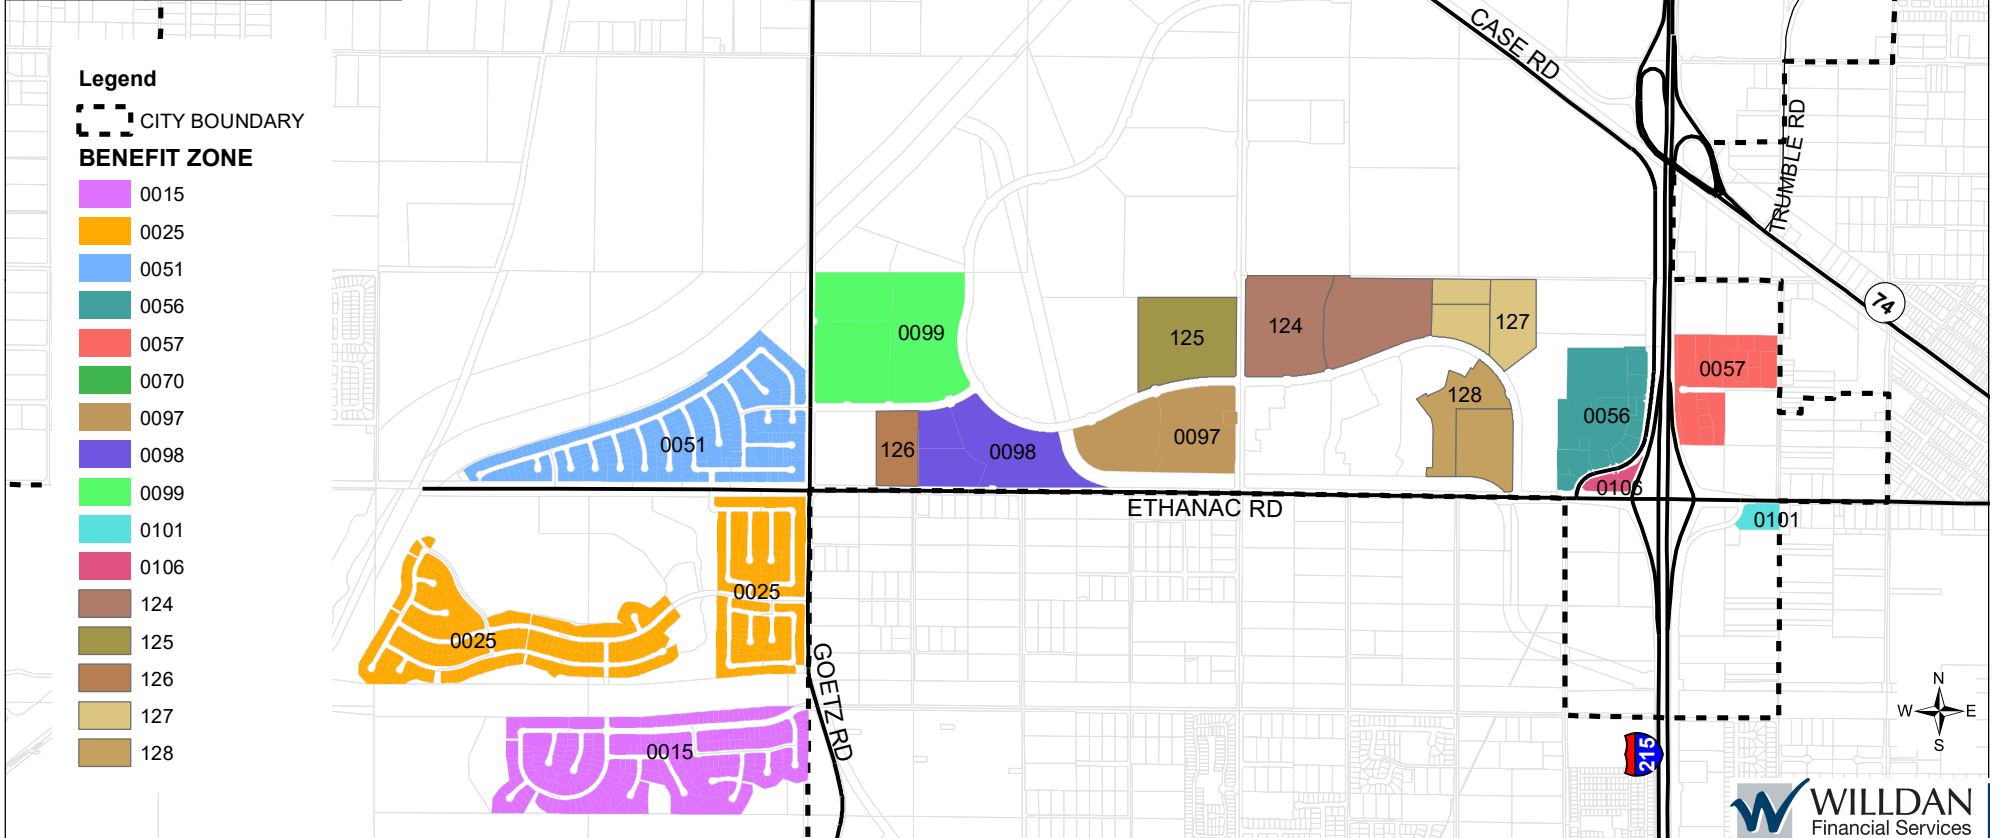 Legend
CITY BOUNDARY
BENEFIT ZONE
0015
0025
0051
0056
0057
0070
0097
0098
0099
0101
0106
124
125
126
127
128
CASE RD
TRUMBLE RD
74
0099
125
124
127
0057
128
0056
0051
126
0098
0097
0106
ETHANAC RD
0101
0025
0025
GOETZ RD
0015
215
N
W E
S
WILLDAN
Financial Services